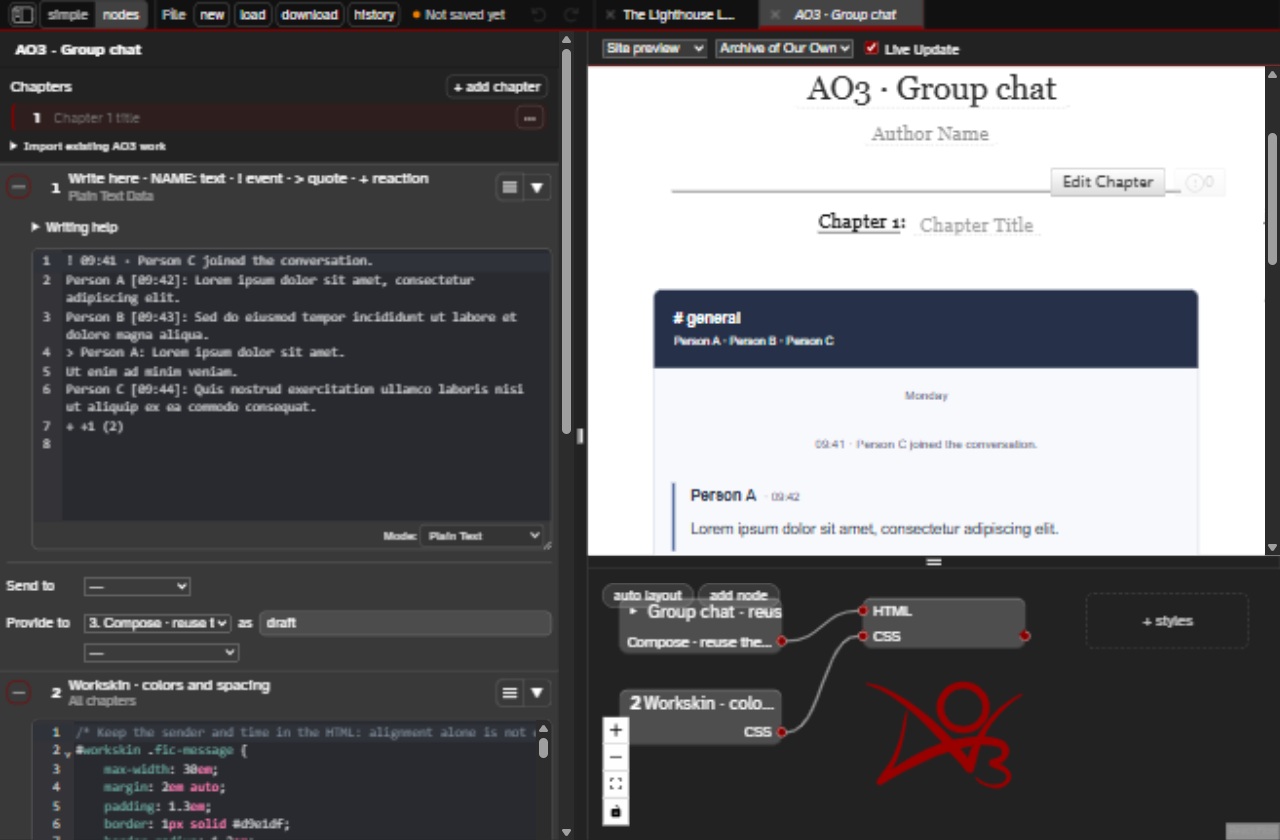 simple nodes File new load download history Not saved yet
The Lighthouse L... AO3 - Group chat
AO3 - Group chat
Chapters + add chapter
1 Chapter 1 title ...
Import existing AO3 work
1 Write here - NAME: text - ! event - > quote - + reaction
Plain Text Data
Writing help
1 ! 09:41 · Person C joined the conversation.
2 Person A [09:42]: Lorem ipsum dolor sit amet, consectetur
adipiscing elit.
3 Person B [09:43]: Sed do eiusmod tempor incididunt ut labore et
dolore magna aliqua.
4 > Person A: Lorem ipsum dolor sit amet.
5 Ut enim ad minim veniam.
6 Person C [09:44]: Quis nostrud exercitation ullamco laboris nisi
ut aliquip ex ea commodo consequat.
7 + +1 (2)
8
Mode: Plain Text
Send to —
Provide to 3. Compose - reuse t as draft
—
2 Workskin - colors and spacing
All chapters
1 /* Keep the sender and time in the HTML: alignment alone is not
2 #workskin .fic-message {
3 max-width: 30em;
4 margin: 2em auto;
5 padding: 1.3em;
6 border: 1px solid #d9e1df;
Site preview Archive of Our Own Live Update
AO3 · Group chat
Author Name
Edit Chapter 0
Chapter 1: Chapter Title
# general
Person A · Person B · Person C
Monday
09:41 · Person C joined the conversation.
Person A · 09:42
Lorem ipsum dolor sit amet, consectetur adipiscing elit.
auto layout add node
Group chat - reus
Compose - reuse the...
HTML
CSS
+ styles
2 Workskin - colo...
CSS